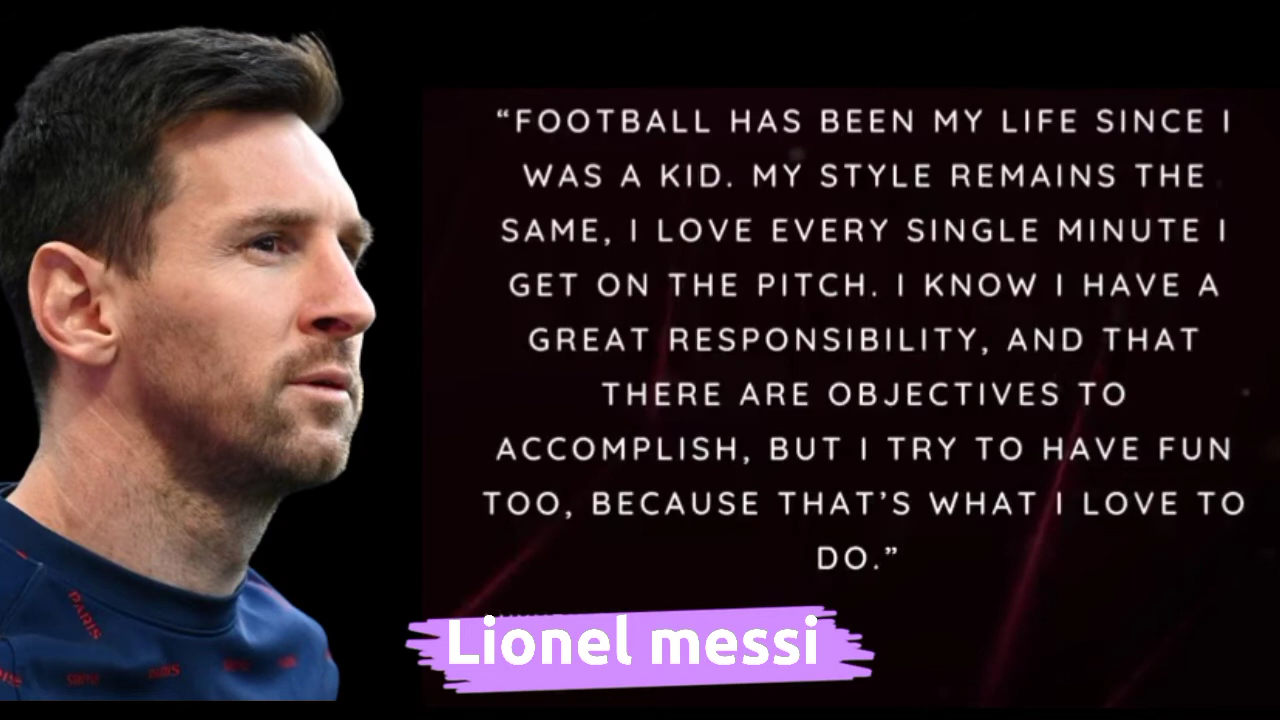 “FOOTBALL HAS BEEN MY LIFE SINCE I
WAS A KID. MY STYLE REMAINS THE
SAME, I LOVE EVERY SINGLE MINUTE I
GET ON THE PITCH. I KNOW I HAVE A
GREAT RESPONSIBILITY, AND THAT
THERE ARE OBJECTIVES TO
ACCOMPLISH, BUT I TRY TO HAVE FUN
TOO, BECAUSE THAT’S WHAT I LOVE TO
DO.”
Lionel messi
PARIS